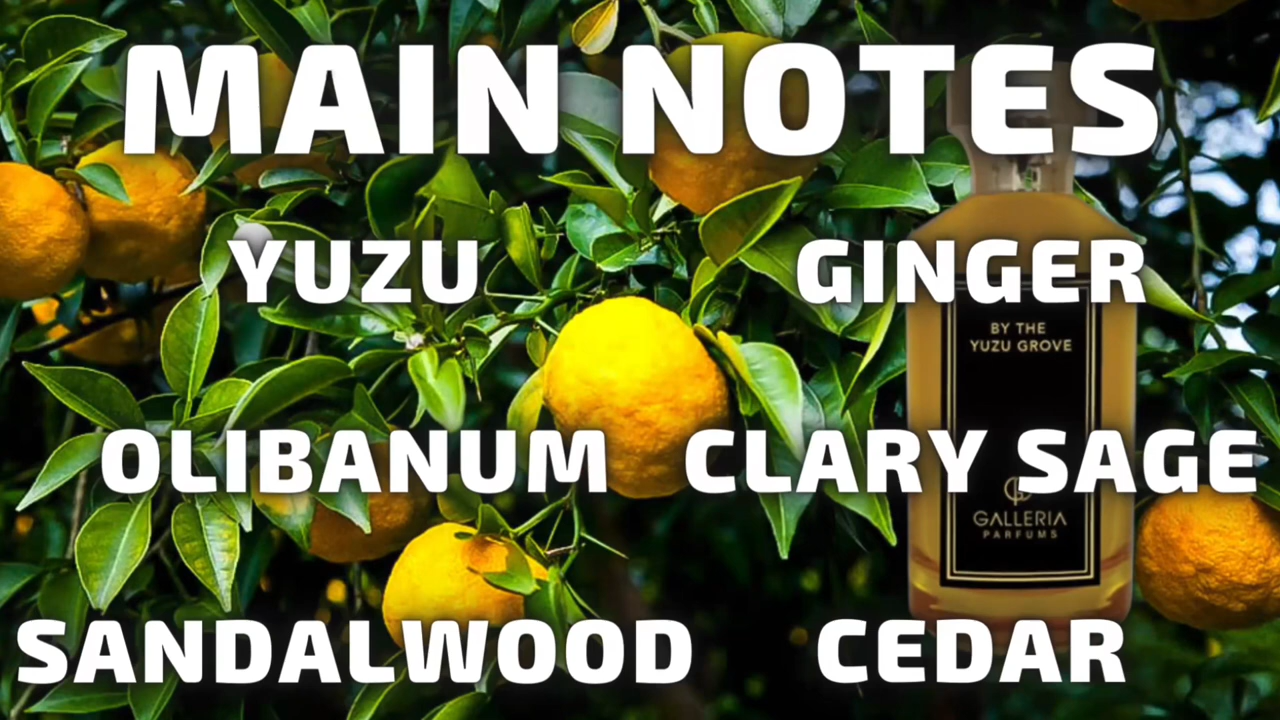 MAIN NOTES
YUZU GINGER
BY THE
YUZU GROVE
OLIBANUM CLARY SAGE
GALLERIA
PARFUMS
SANDALWOOD CEDAR